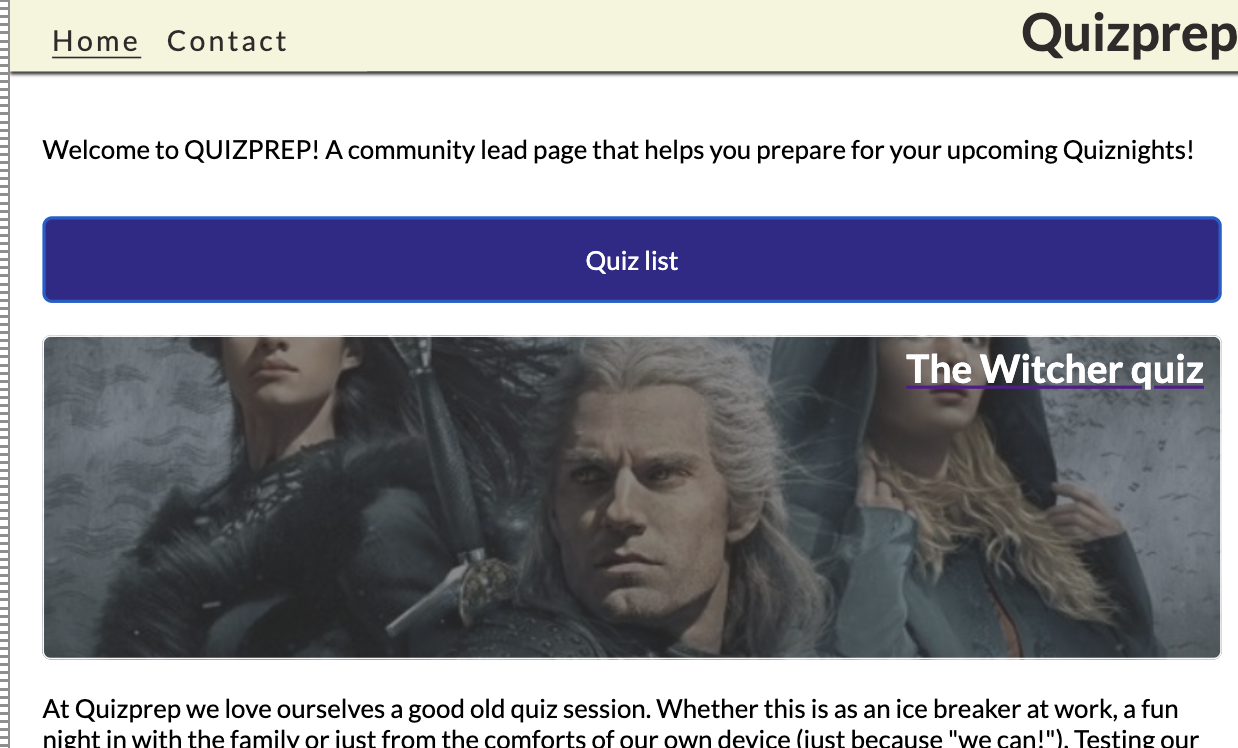 Home Contact Quizprep
Welcome to QUIZPREP! A community lead page that helps you prepare for your upcoming Quiznights!
Quiz list
The Witcher quiz
At Quizprep we love ourselves a good old quiz session. Whether this is as an ice breaker at work, a fun
night in with the family or just from the comforts of our own device (just because "we can!"). Testing our